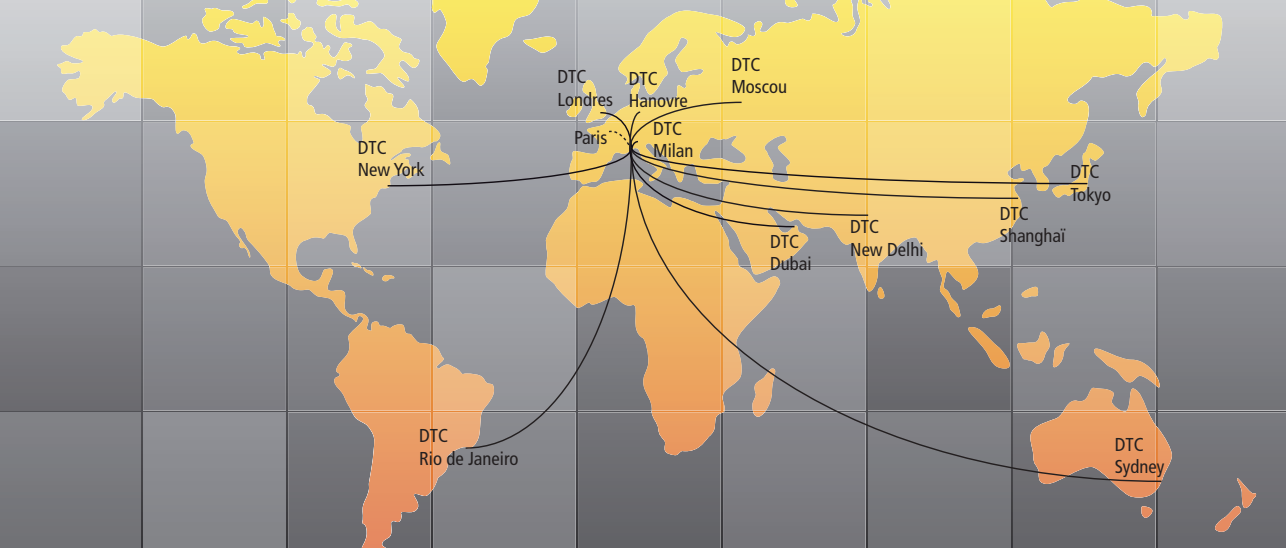 DTC
Londres
DTC
Hanovre
DTC
Moscou
Paris
DTC
Milan
DTC
New York
DTC
Tokyo
DTC
Shanghaï
DTC
New Delhi
DTC
Dubai
DTC
Rio de Janeiro
DTC
Sydney